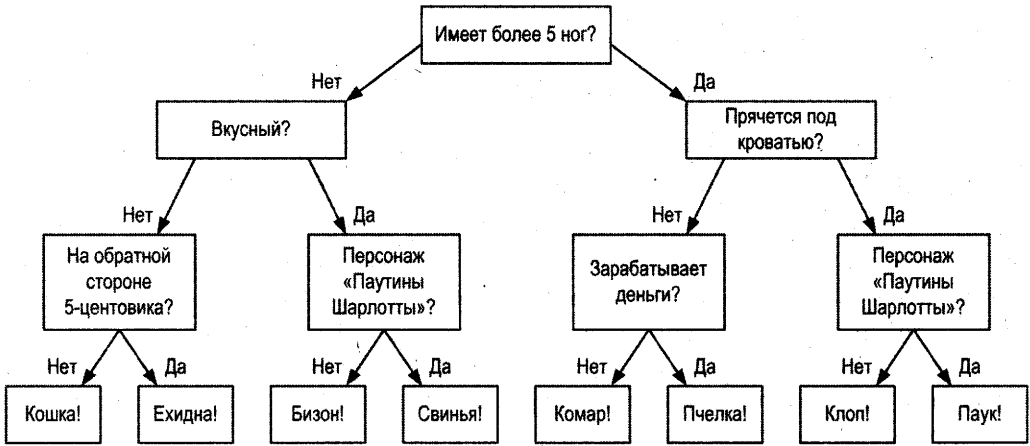 Имеет более 5 ног?
Нет
Да
Вкусный?
Прячется под
кроватью?
Нет
Да
Нет
Да
На обратной
стороне
5-центовика?
Персонаж
«Паутины
Шарлотты»?
Зарабатывает
деньги?
Персонаж
«Паутины
Шарлотты»?
Нет
Да
Нет
Да
Нет
Да
Нет
Да
Кошка!
Ехидна!
Бизон!
Свинья!
Комар!
Пчелка!
Клоп!
Паук!